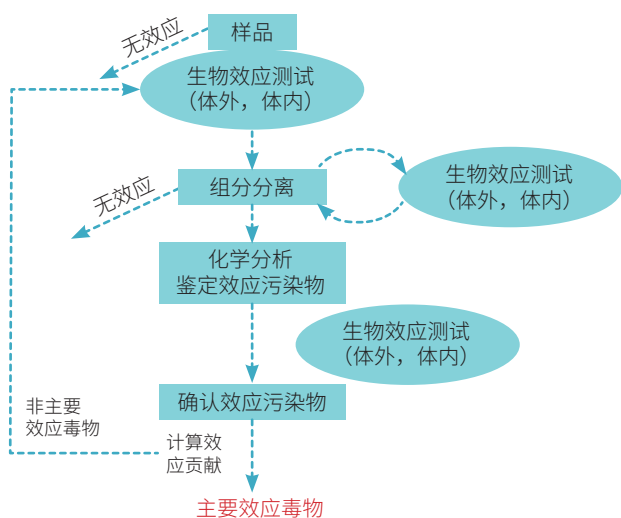 样品
无效应
生物效应测试
（体外，体内）
组分分离
生物效应测试
（体外，体内）
无效应
化学分析
鉴定效应污染物
生物效应测试
（体外，体内）
确认效应污染物
非主要
效应毒物
计算效
应贡献
主要效应毒物